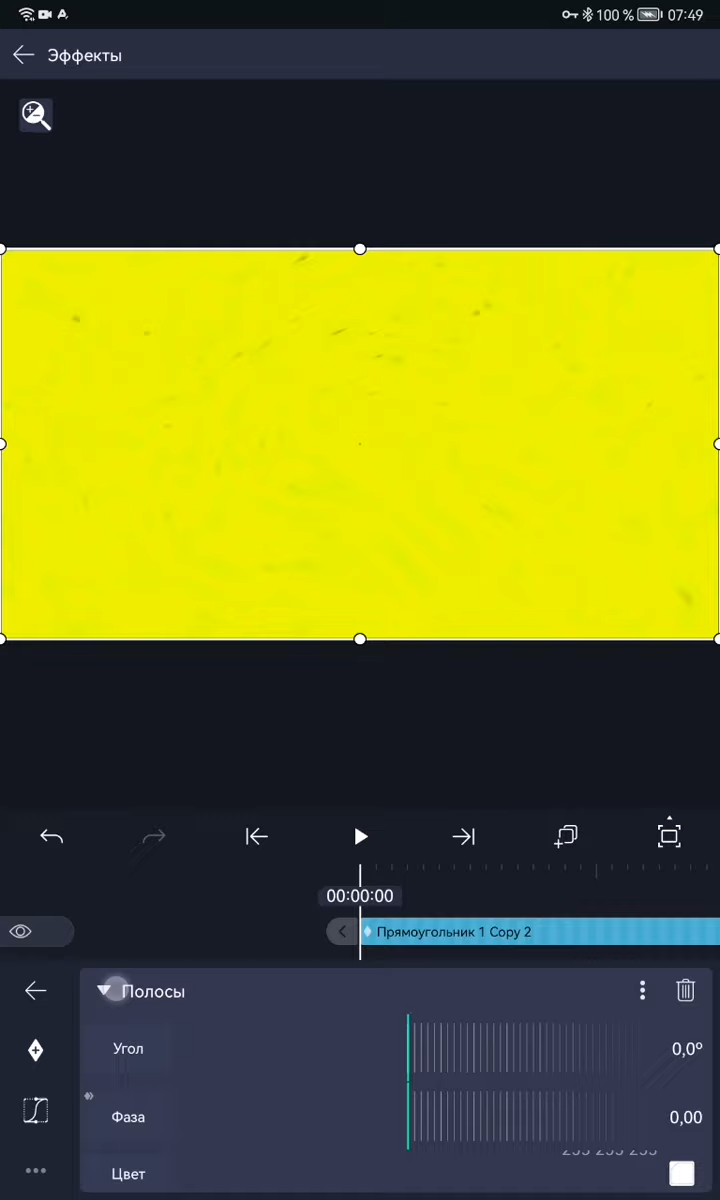 100 % 07:49
Эффекты
00:00:00
Прямоугольник 1 Copy 2
Полосы
Угол
0,0°
Фаза
0,00
Цвет